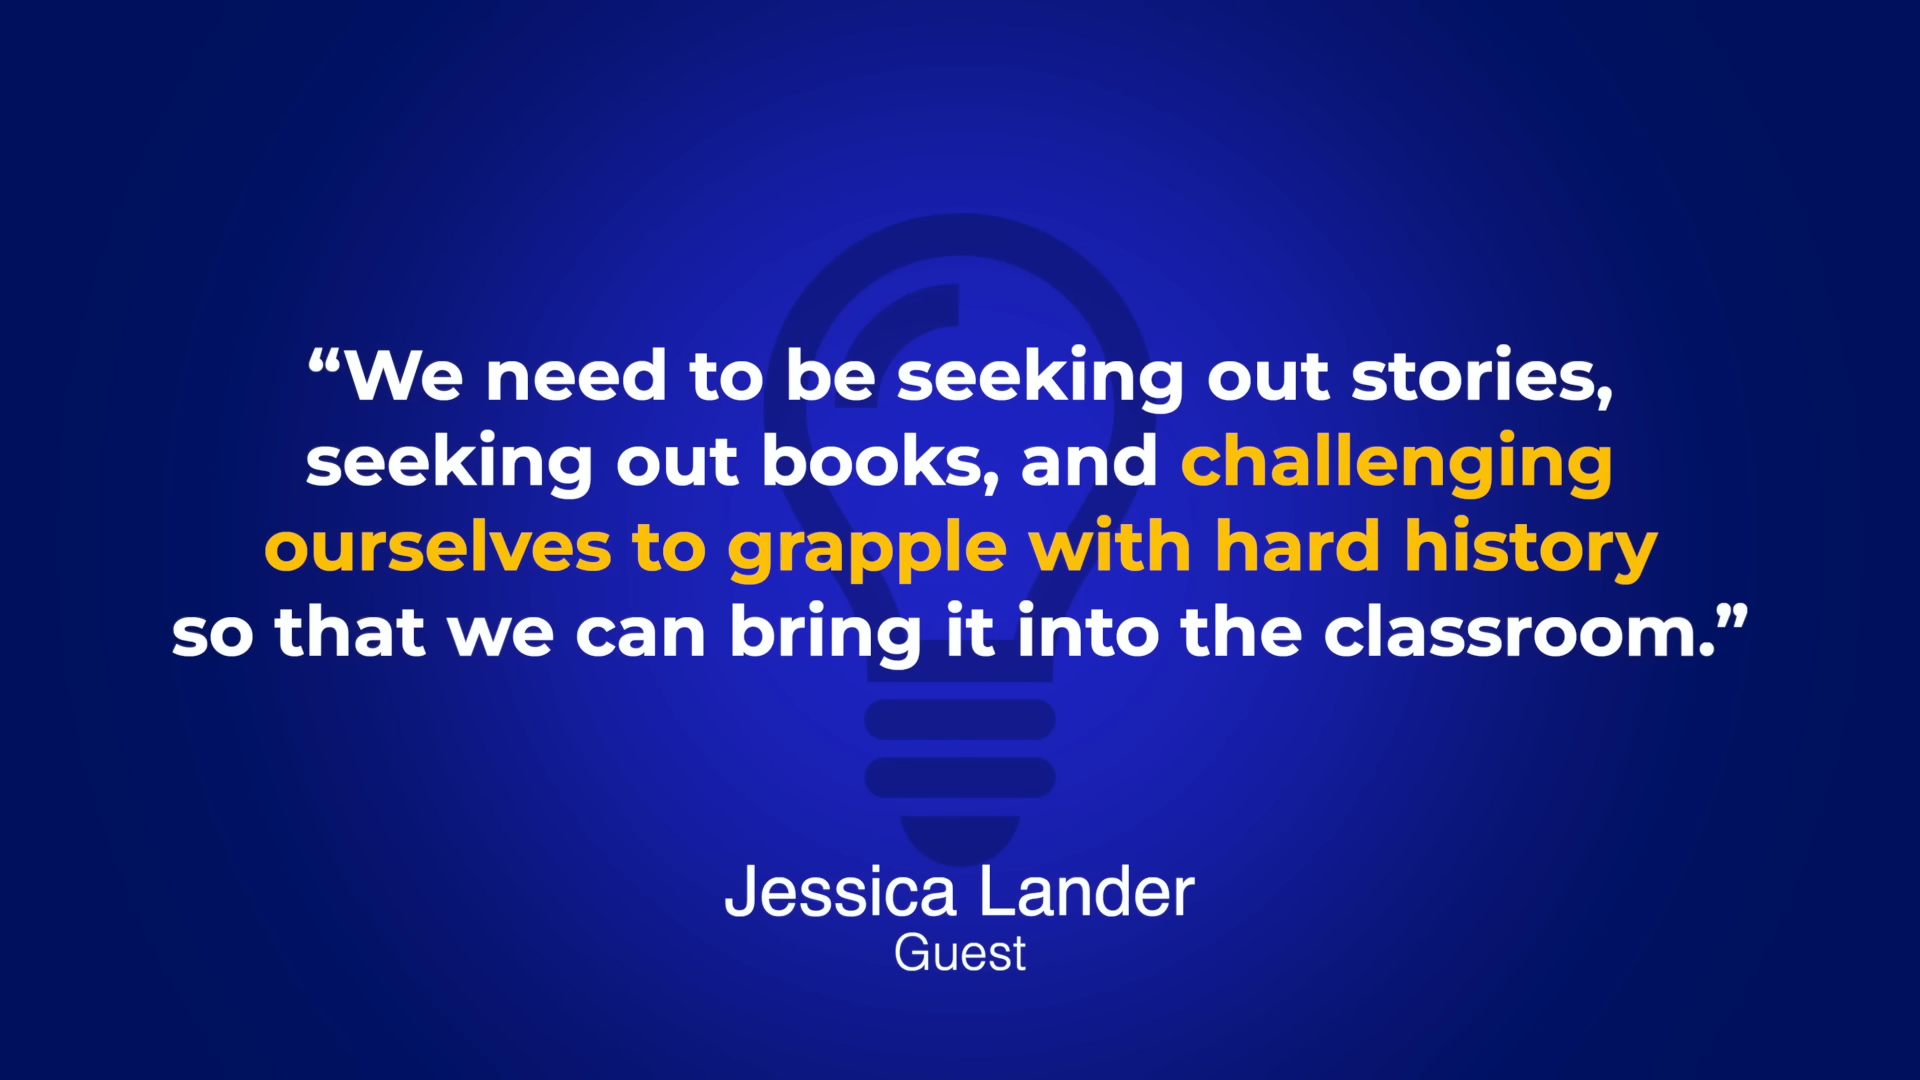 “We need to be seeking out stories,
seeking out books, and challenging
ourselves to grapple with hard history
so that we can bring it into the classroom.”
Jessica Lander
Guest